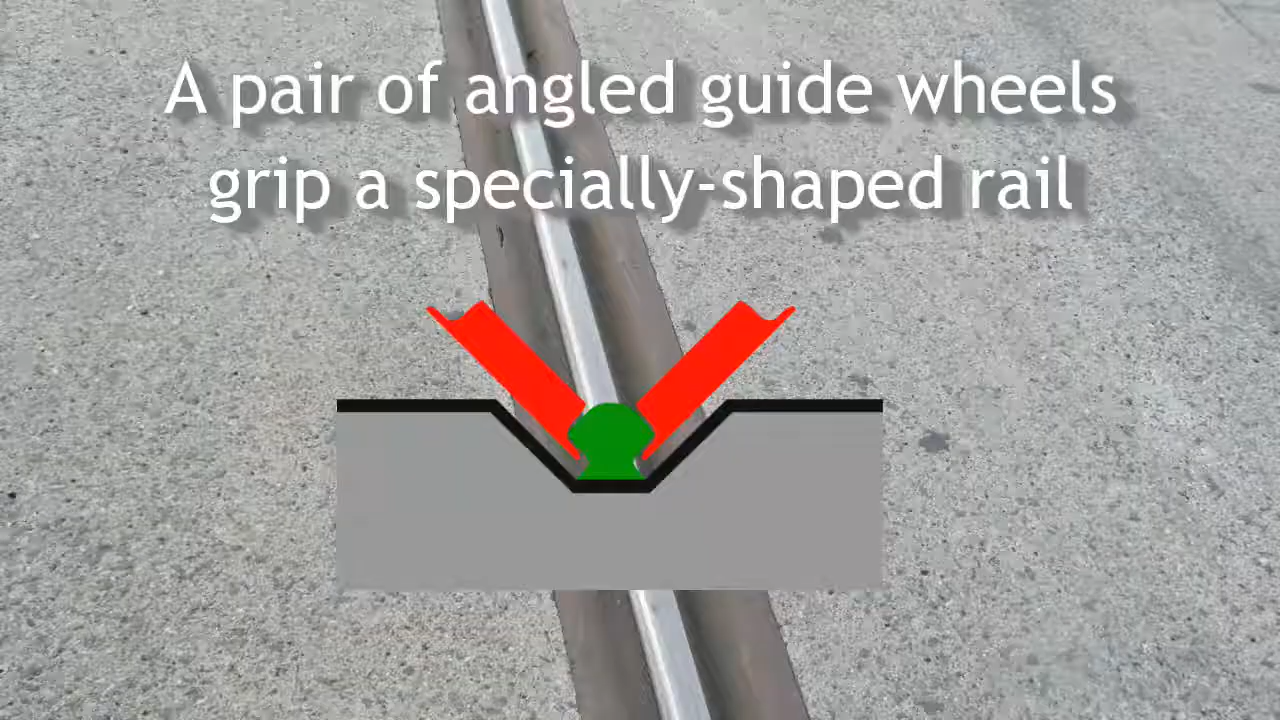 A pair of angled guide wheels
grip a specially-shaped rail